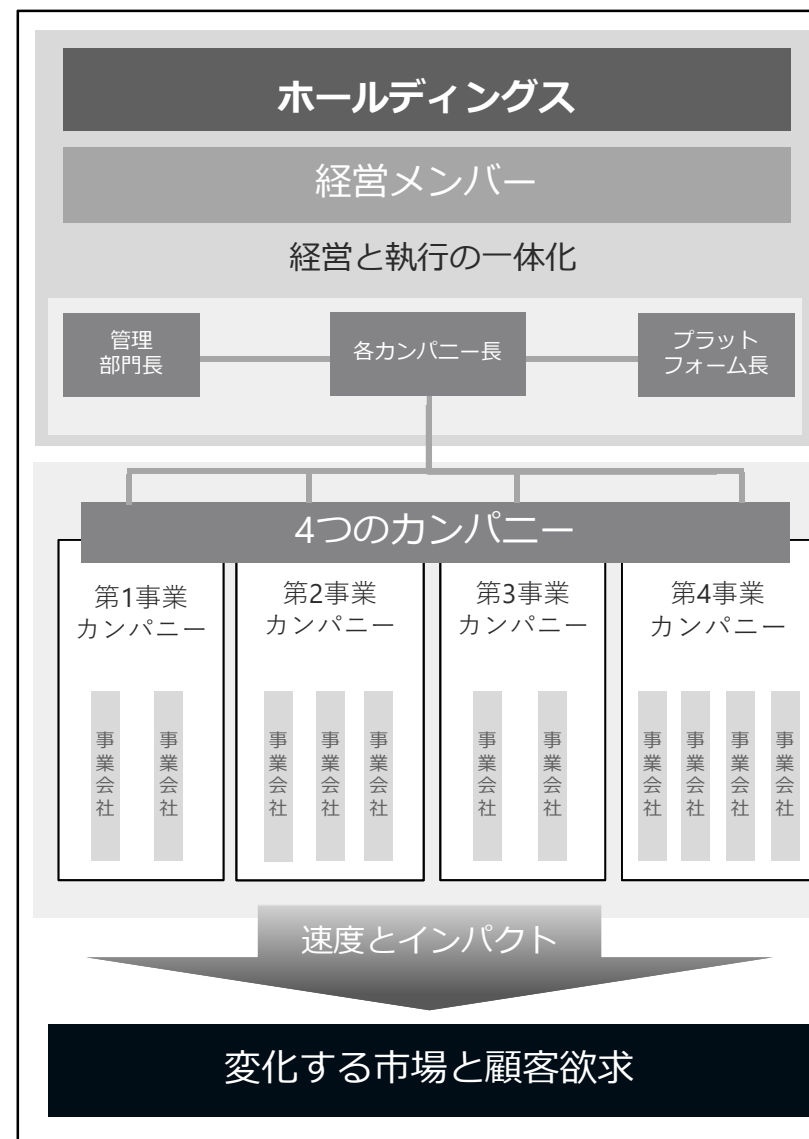 ホールディングス
経営メンバー
経営と執行の一体化
管理
部門長
各カンパニー長
プラット
フォーム長
4つのカンパニー
第1事業
カンパニー
第2事業
カンパニー
第3事業
カンパニー
第4事業
カンパニー
事業会社
事業会社
事業会社
事業会社
事業会社
事業会社
事業会社
事業会社
事業会社
事業会社
事業会社
速度とインパクト
変化する市場と顧客欲求